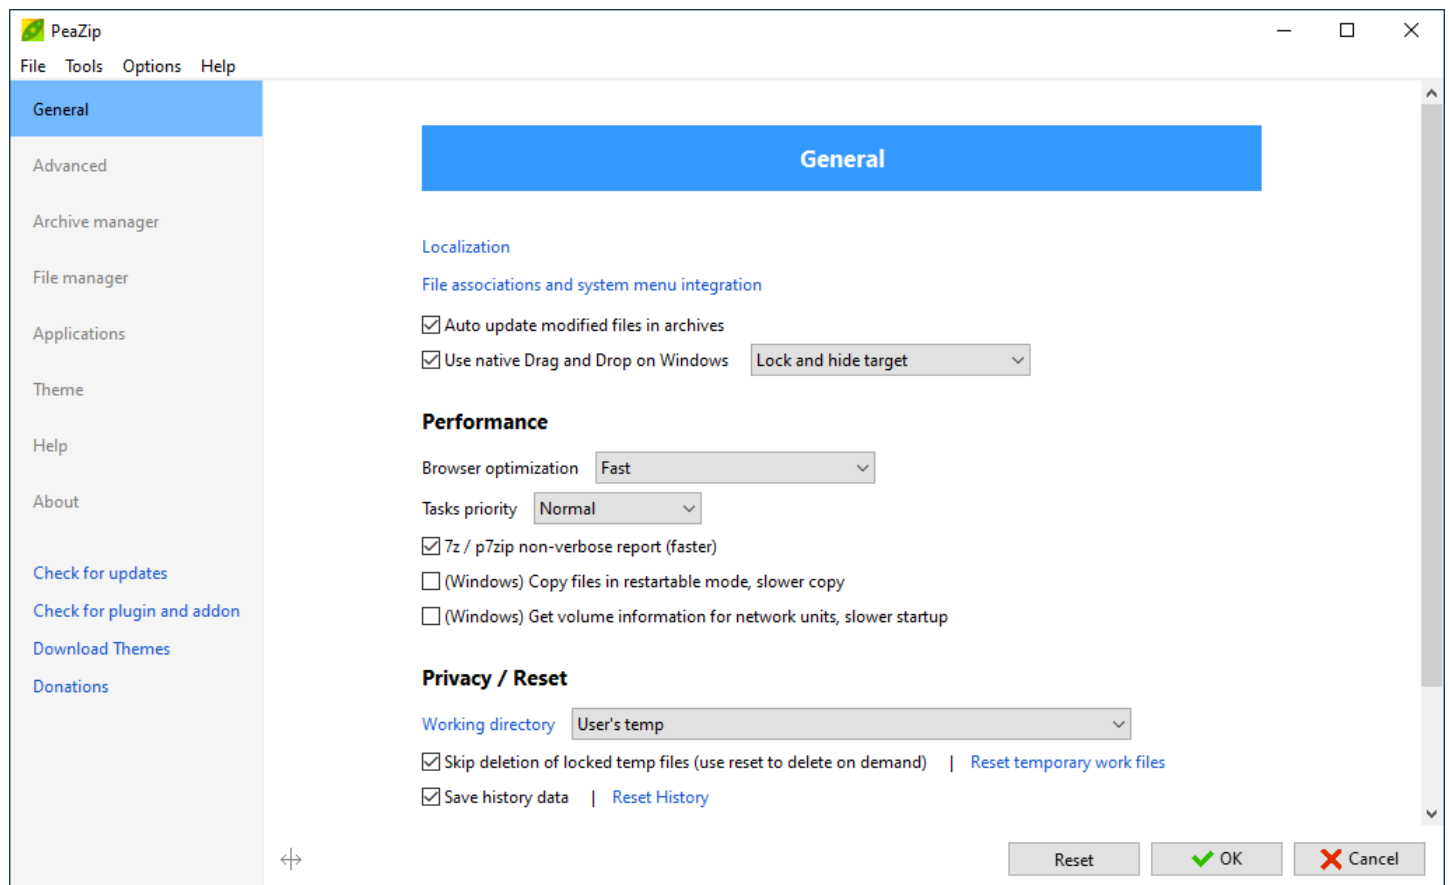 PeaZip
File Tools Options Help
General
Advanced
Archive manager
File manager
Applications
Theme
Help
About
Check for updates
Check for plugin and addon
Download Themes
Donations
General
Localization
File associations and system menu integration
Auto update modified files in archives
Use native Drag and Drop on Windows Lock and hide target
Performance
Browser optimization Fast
Tasks priority Normal
7z / p7zip non-verbose report (faster)
(Windows) Copy files in restartable mode, slower copy
(Windows) Get volume information for network units, slower startup
Privacy / Reset
Working directory User's temp
Skip deletion of locked temp files (use reset to delete on demand) | Reset temporary work files
Save history data | Reset History
Reset OK Cancel